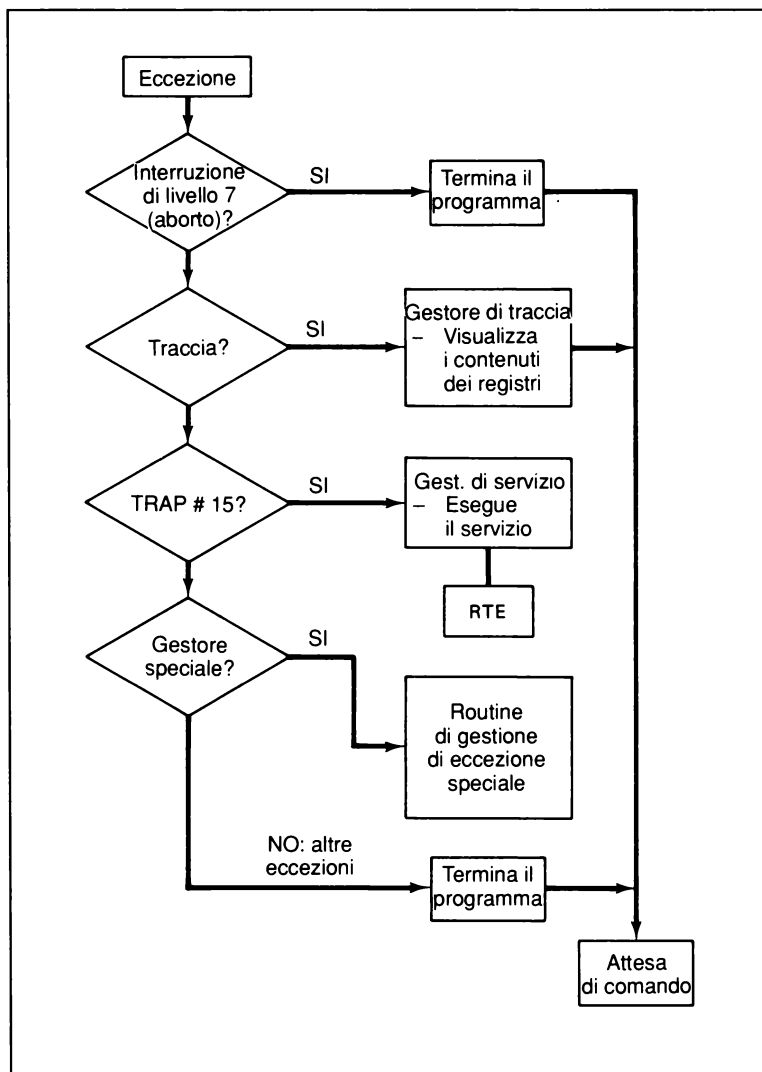 Eccezione
Interruzione
di livello 7
(aborto)?
SI
Termina il
programma
Traccia?
SI
Gestore di traccia
– Visualizza
i contenuti
dei registri
TRAP # 15?
SI
Gest. di servizio
– Esegue
il servizio
RTE
Gestore
speciale?
SI
Routine
di gestione
di eccezione
speciale
NO: altre
eccezioni
Termina il
programma
Attesa
di comando